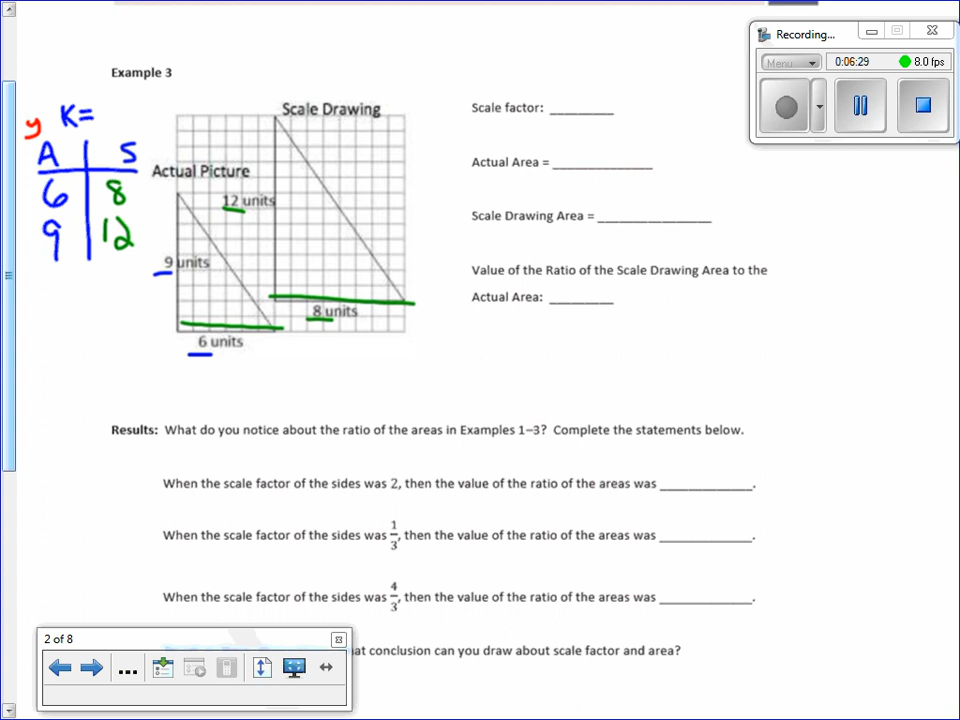 Recording...
Menu
0:06:29
8.0 fps
Example 3
Scale Drawing
Actual Picture
12 units
9 units
8 units
6 units
y
K=
A S
6 8
9 12
Scale factor: _________
Actual Area = ______________
Scale Drawing Area = ________________
Value of the Ratio of the Scale Drawing Area to the
Actual Area: _________
Results: What do you notice about the ratio of the areas in Examples 1–3? Complete the statements below.
When the scale factor of the sides was 2, then the value of the ratio of the areas was _____________.
When the scale factor of the sides was 1/3, then the value of the ratio of the areas was _____________.
When the scale factor of the sides was 4/3, then the value of the ratio of the areas was _____________.
conclusion can you draw about scale factor and area?
2 of 8